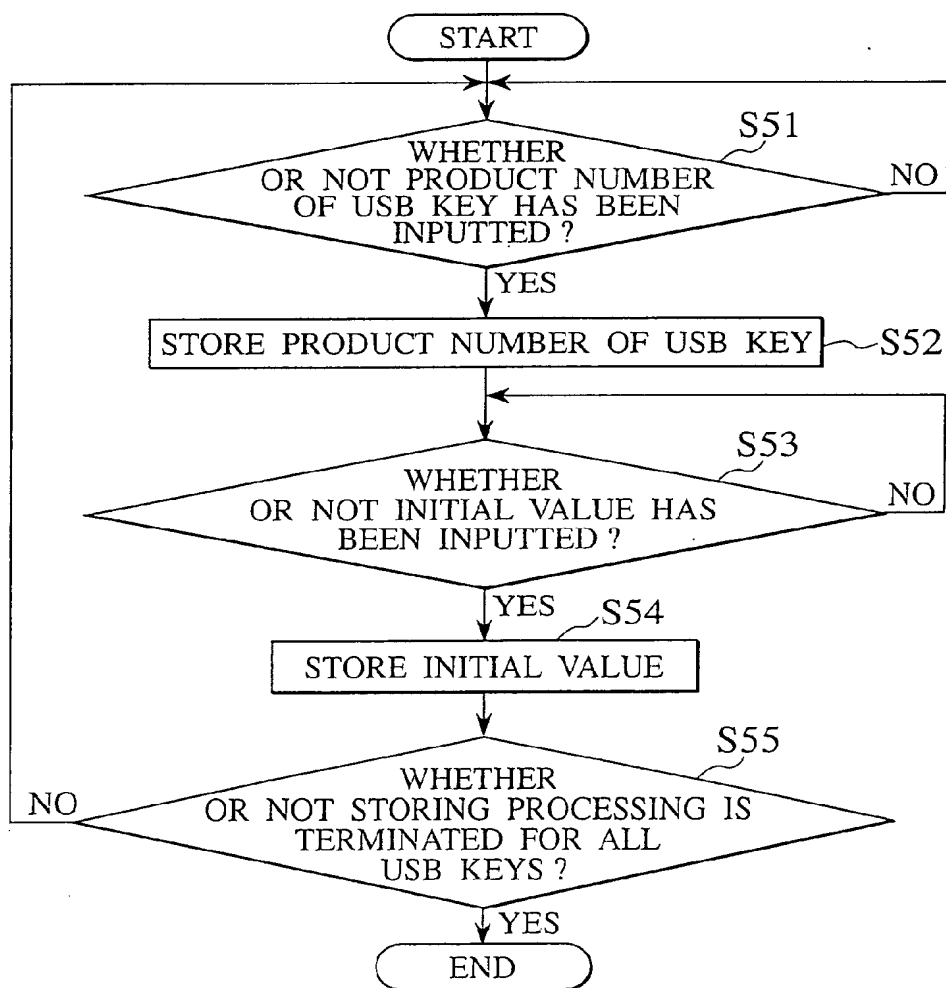 START
S51
WHETHER
OR NOT PRODUCT NUMBER
OF USB KEY HAS BEEN
INPUTTED ?
NO
YES
STORE PRODUCT NUMBER OF USB KEY
S52
S53
WHETHER
OR NOT INITIAL VALUE HAS
BEEN INPUTTED ?
NO
YES
S54
STORE INITIAL VALUE
S55
WHETHER
OR NOT STORING PROCESSING IS
TERMINATED FOR ALL
USB KEYS ?
NO
YES
END